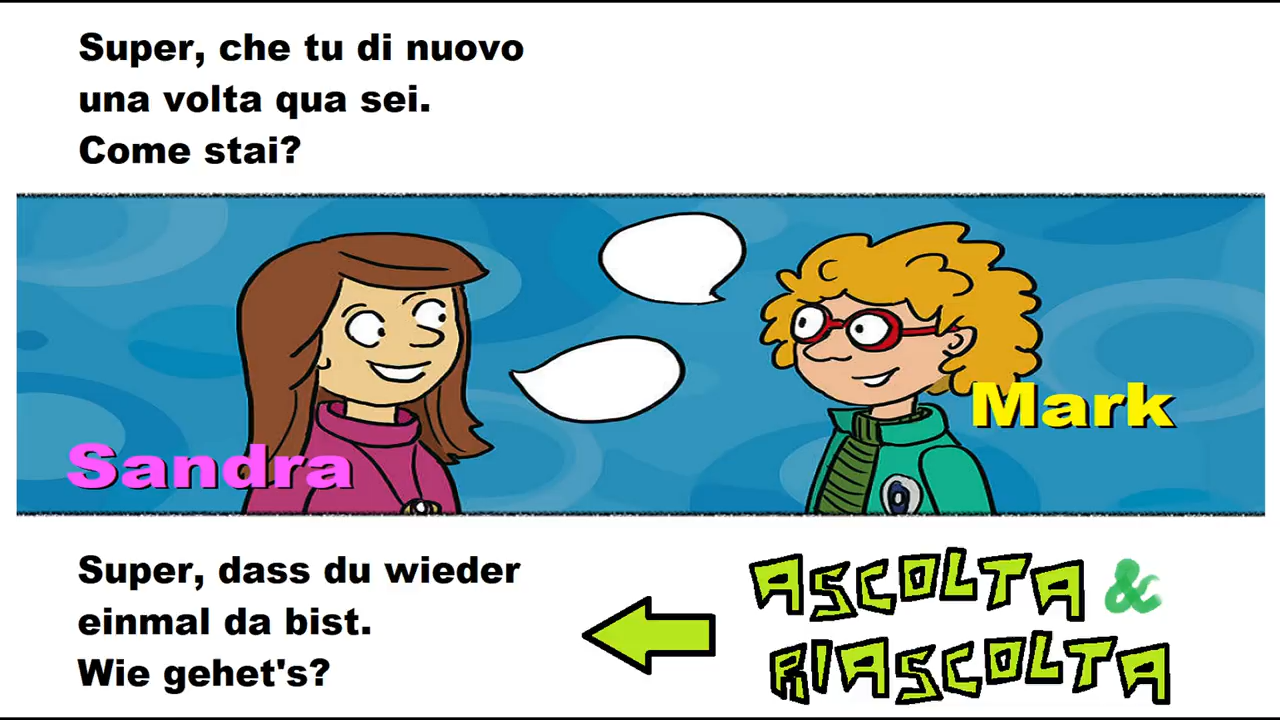 Super, che tu di nuovo
una volta qua sei.
Come stai?
Sandra
Mark
Super, dass du wieder
einmal da bist.
Wie gehet's?
ASCOLTA &
RIASCOLTA